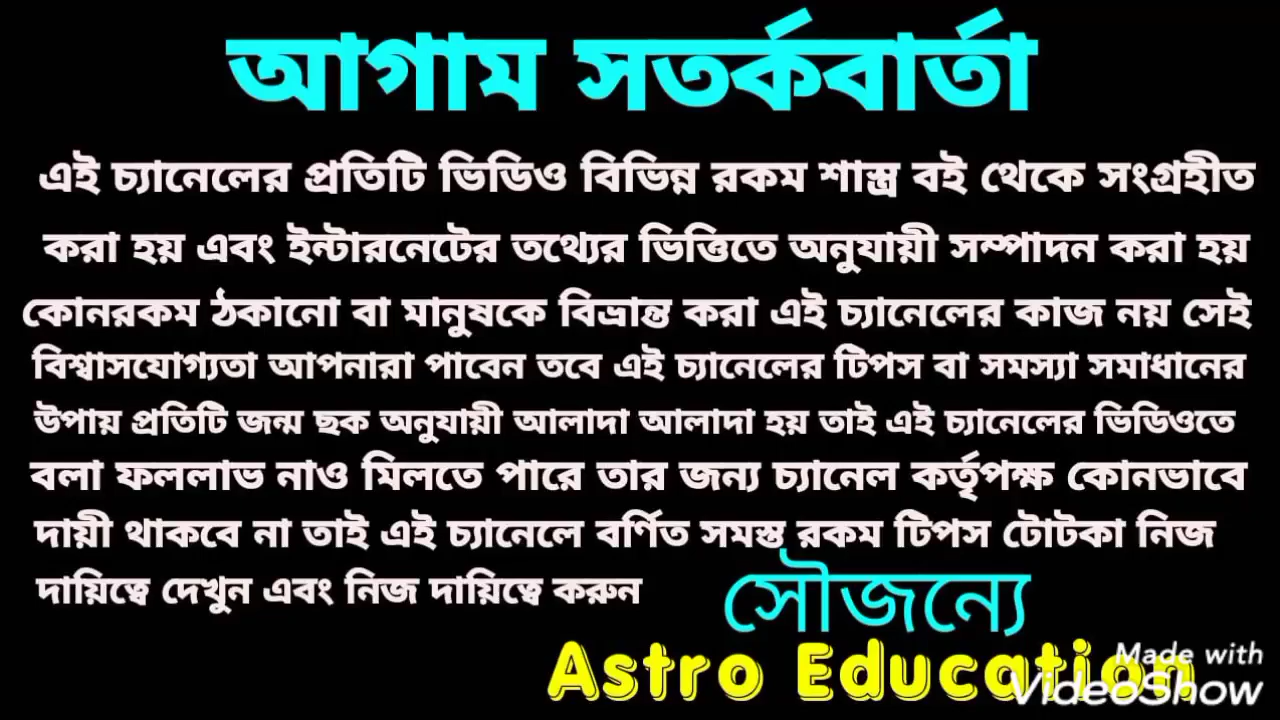 আগাম সতর্কবার্তা
এই চ্যানেলের প্রতিটি ভিডিও বিভিন্ন রকম শাস্ত্র বই থেকে সংগ্রহীত
করা হয় এবং ইন্টারনেটের তথ্যের ভিত্তিতে অনুযায়ী সম্পাদন করা হয়
কোনরকম ঠকানো বা মানুষকে বিভ্রান্ত করা এই চ্যানেলের কাজ নয় সেই
বিশ্বাসযোগ্যতা আপনারা পাবেন তবে এই চ্যানেলের টিপস বা সমস্যা সমাধানের
উপায় প্রতিটি জন্ম ছক অনুযায়ী আলাদা আলাদা হয় তাই এই চ্যানেলের ভিডিওতে
বলা ফললাভ নাও মিলতে পারে তার জন্য চ্যানেল কর্তৃপক্ষ কোনভাবে
দায়ী থাকবে না তাই এই চ্যানেলে বর্ণিত সমস্ত রকম টিপস টোটকা নিজ
দায়িত্বে দেখুন এবং নিজ দায়িত্বে করুন
সৌজন্যে
Astro Education
Made with
VideoShow